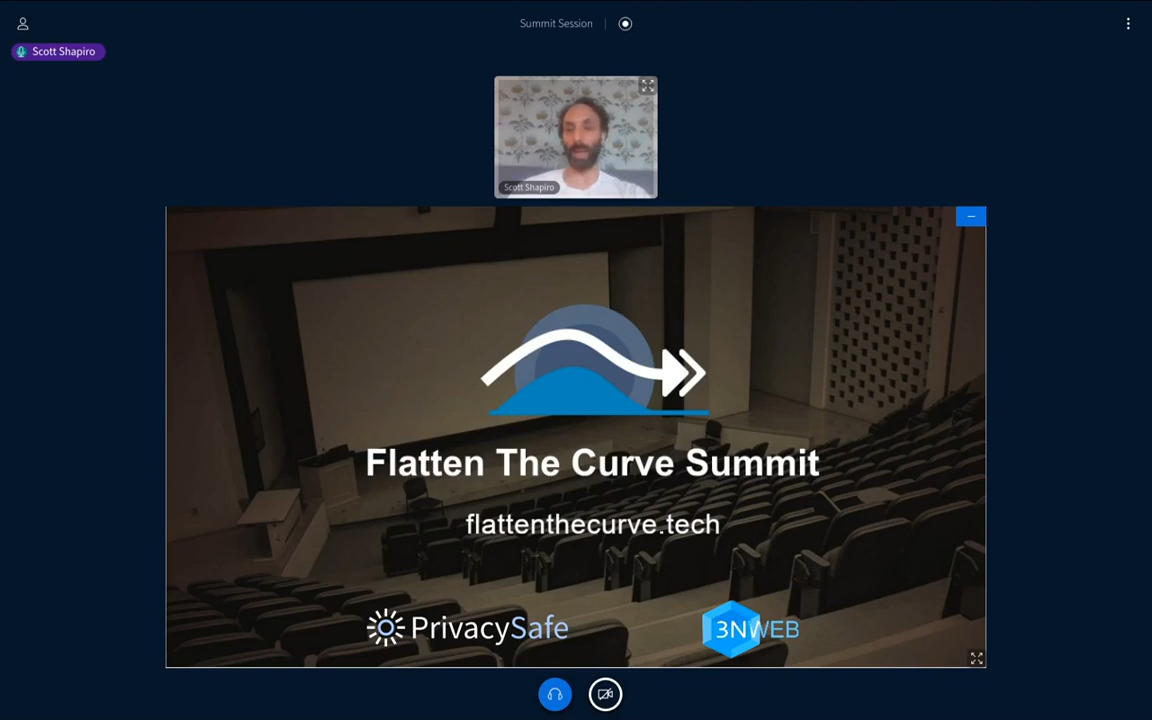 Summit Session
Scott Shapiro
Scott Shapiro
Flatten The Curve Summit
flattenthecurve.tech
PrivacySafe
3NWEB